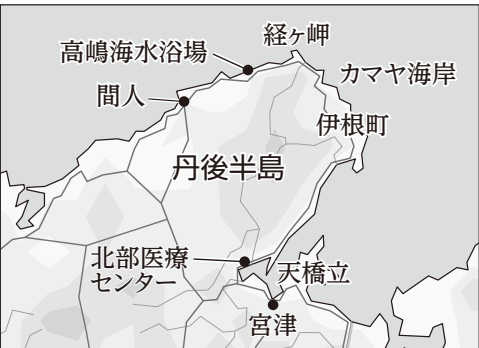 経ヶ岬
高嶋海水浴場
カマヤ海岸
間人
伊根町
丹後半島
北部医療
センター
天橋立
宮津